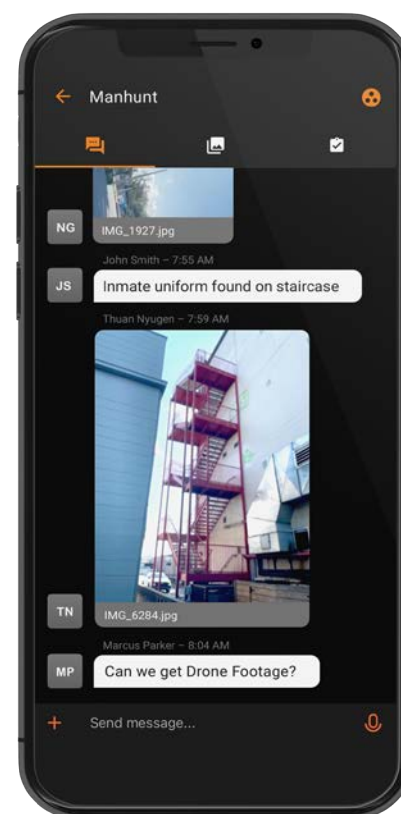 Manhunt
NG
IMG_1927.jpg
John Smith – 7:55 AM
JS
Inmate uniform found on staircase
Thuan Nyugen – 7:59 AM
TN
IMG_6284.jpg
Marcus Parker – 8:04 AM
MP
Can we get Drone Footage?
Send message...